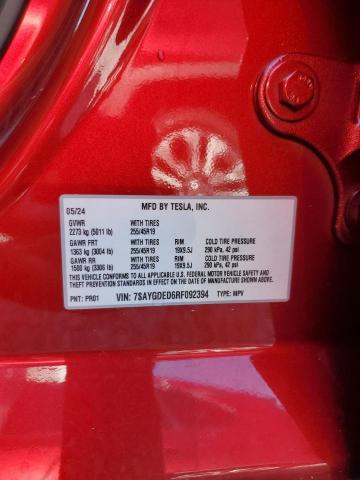 05/24 MFD BY TESLA, INC.
GVWR WITH TIRES
2273 kg (5011 lb) 255/45R19
GAWR FRT WITH TIRES RIM COLD TIRE PRESSURE
1363 kg (3004 lb) 255/45R19 19X9.5J 290 kPa, 42 psi
GAWR RR WITH TIRES RIM COLD TIRE PRESSURE
1500 kg (3306 lb) 255/45R19 19X9.5J 290 kPa, 42 psi
THIS VEHICLE CONFORMS TO ALL APPLICABLE U.S. FEDERAL MOTOR VEHICLE
SAFETY AND THEFT PREVENTION STANDARDS IN EFFECT ON THE DATE OF MANUFACTURE SHOWN ABOVE.
PNT: PR01 VIN: 7SAYGDED6RF092394 TYPE: MPV